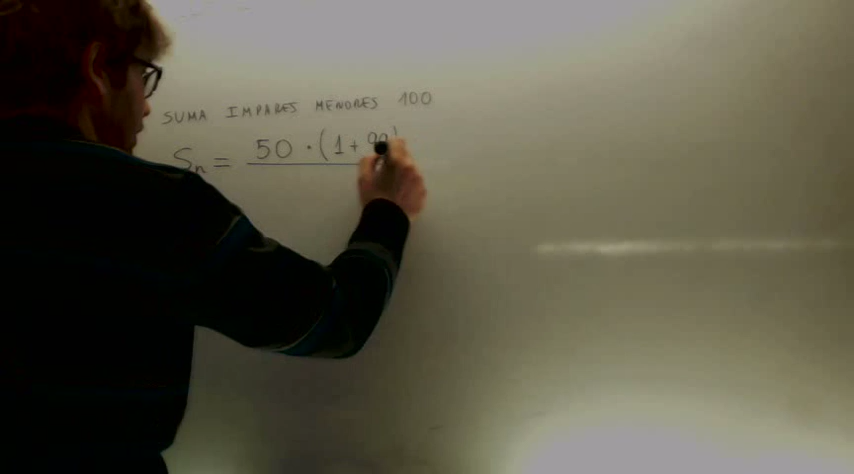 SUMA IMPARES MENORES 100
Sn = 50 · (1 + 99)